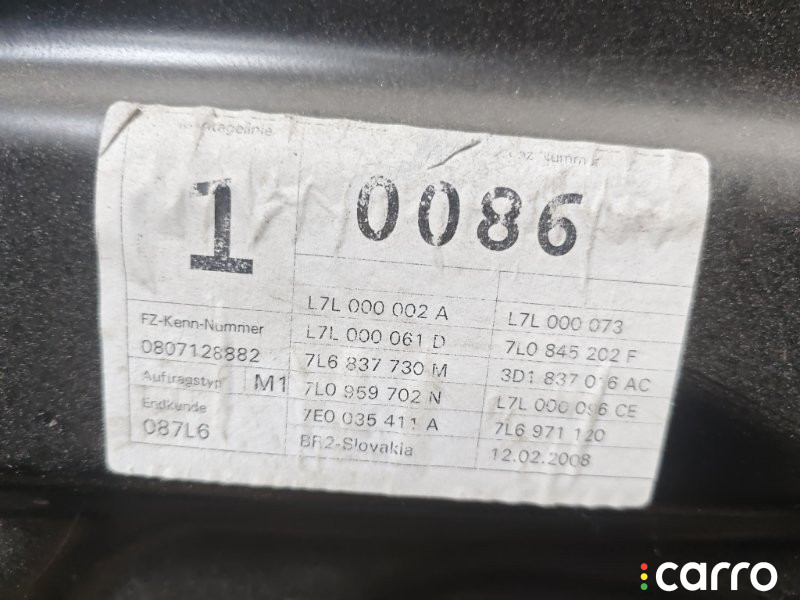 1
0086
L7L 000 002 A L7L 000 073
FZ-Kenn-Nummer L7L 000 061 D 7L0 845 202 F
0807128882 7L6 837 730 M 3D1 837 016 AC
Auftragstyp M1 7L0 959 702 N L7L 000 096 CE
Endkunde 7E0 035 411 A 7L6 971 120
087L6 BR2-Slovakia 12.02.2008
carro